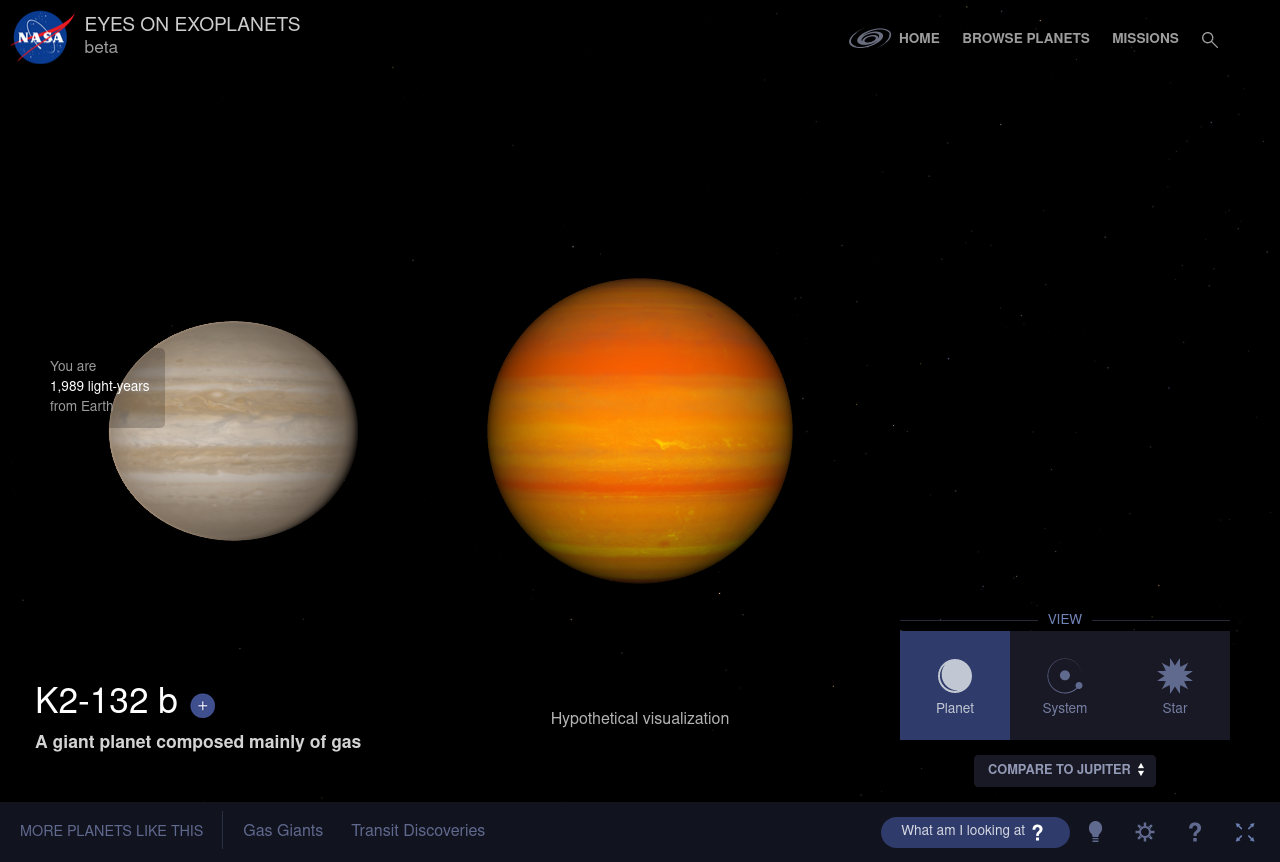 NASA
EYES ON EXOPLANETS
beta
HOME
BROWSE PLANETS
MISSIONS
You are
1,989 light-years
from Earth
K2-132 b +
A giant planet composed mainly of gas
Hypothetical visualization
VIEW
Planet
System
Star
COMPARE TO JUPITER
MORE PLANETS LIKE THIS
Gas Giants
Transit Discoveries
What am I looking at ?
?